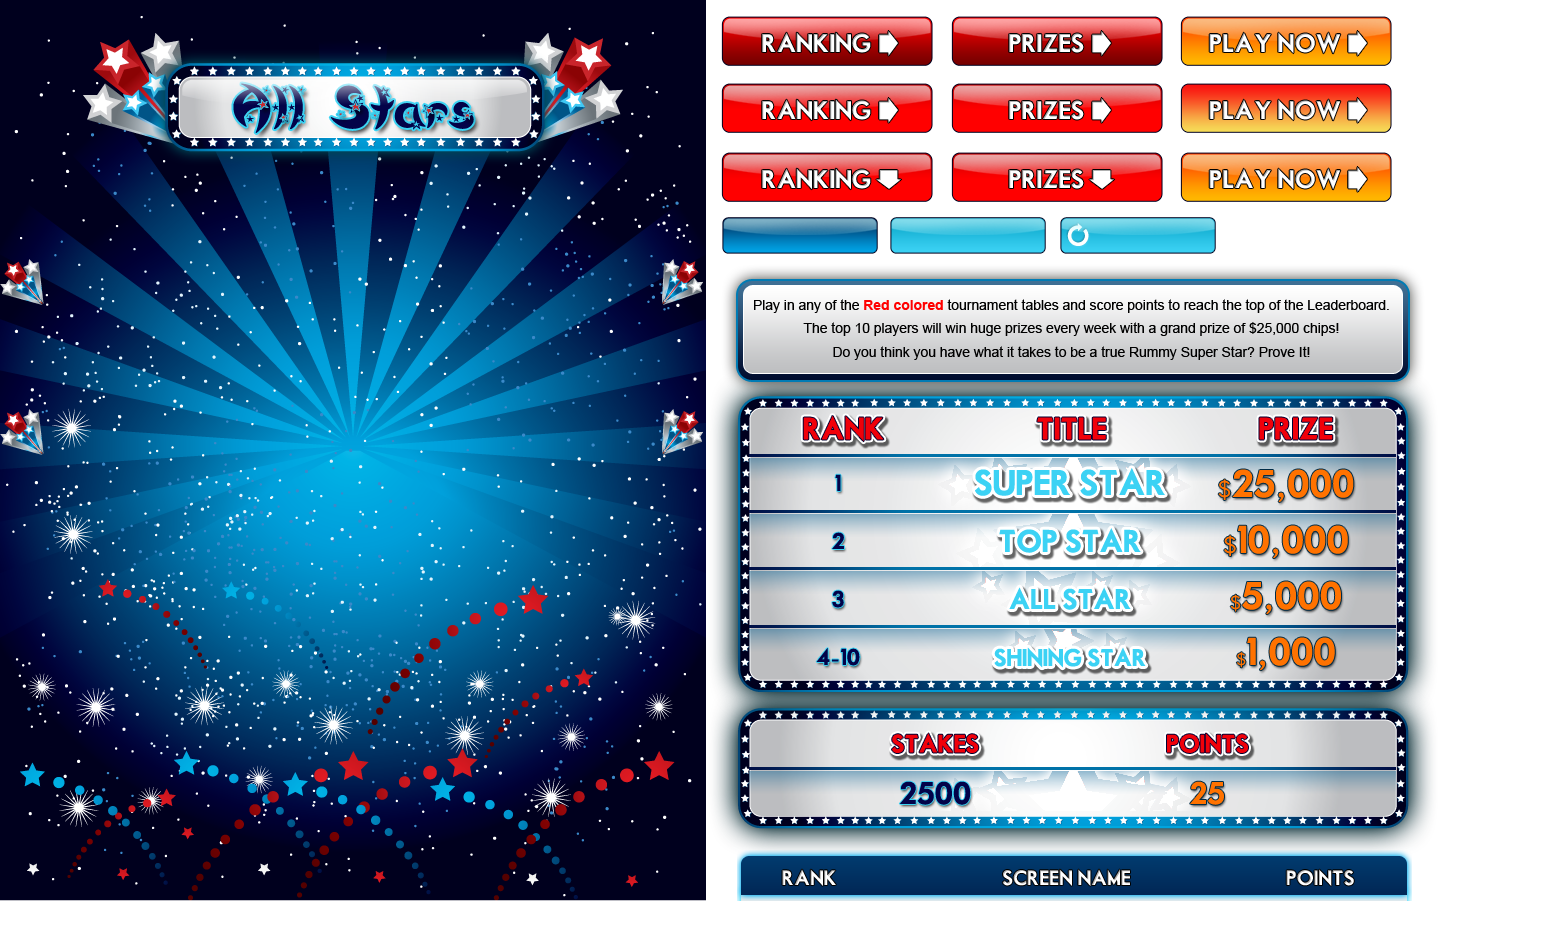 All Stars
RANKING PRIZES PLAY NOW
RANKING PRIZES PLAY NOW
RANKING PRIZES PLAY NOW
Play in any of the Red colored tournament tables and score points to reach the top of the Leaderboard.
The top 10 players will win huge prizes every week with a grand prize of $25,000 chips!
Do you think you have what it takes to be a true Rummy Super Star? Prove It!
RANK TITLE PRIZE
1 SUPER STAR $25,000
2 TOP STAR $10,000
3 ALL STAR $5,000
4-10 SHINING STAR $1,000
STAKES POINTS
2500 25
RANK SCREEN NAME POINTS